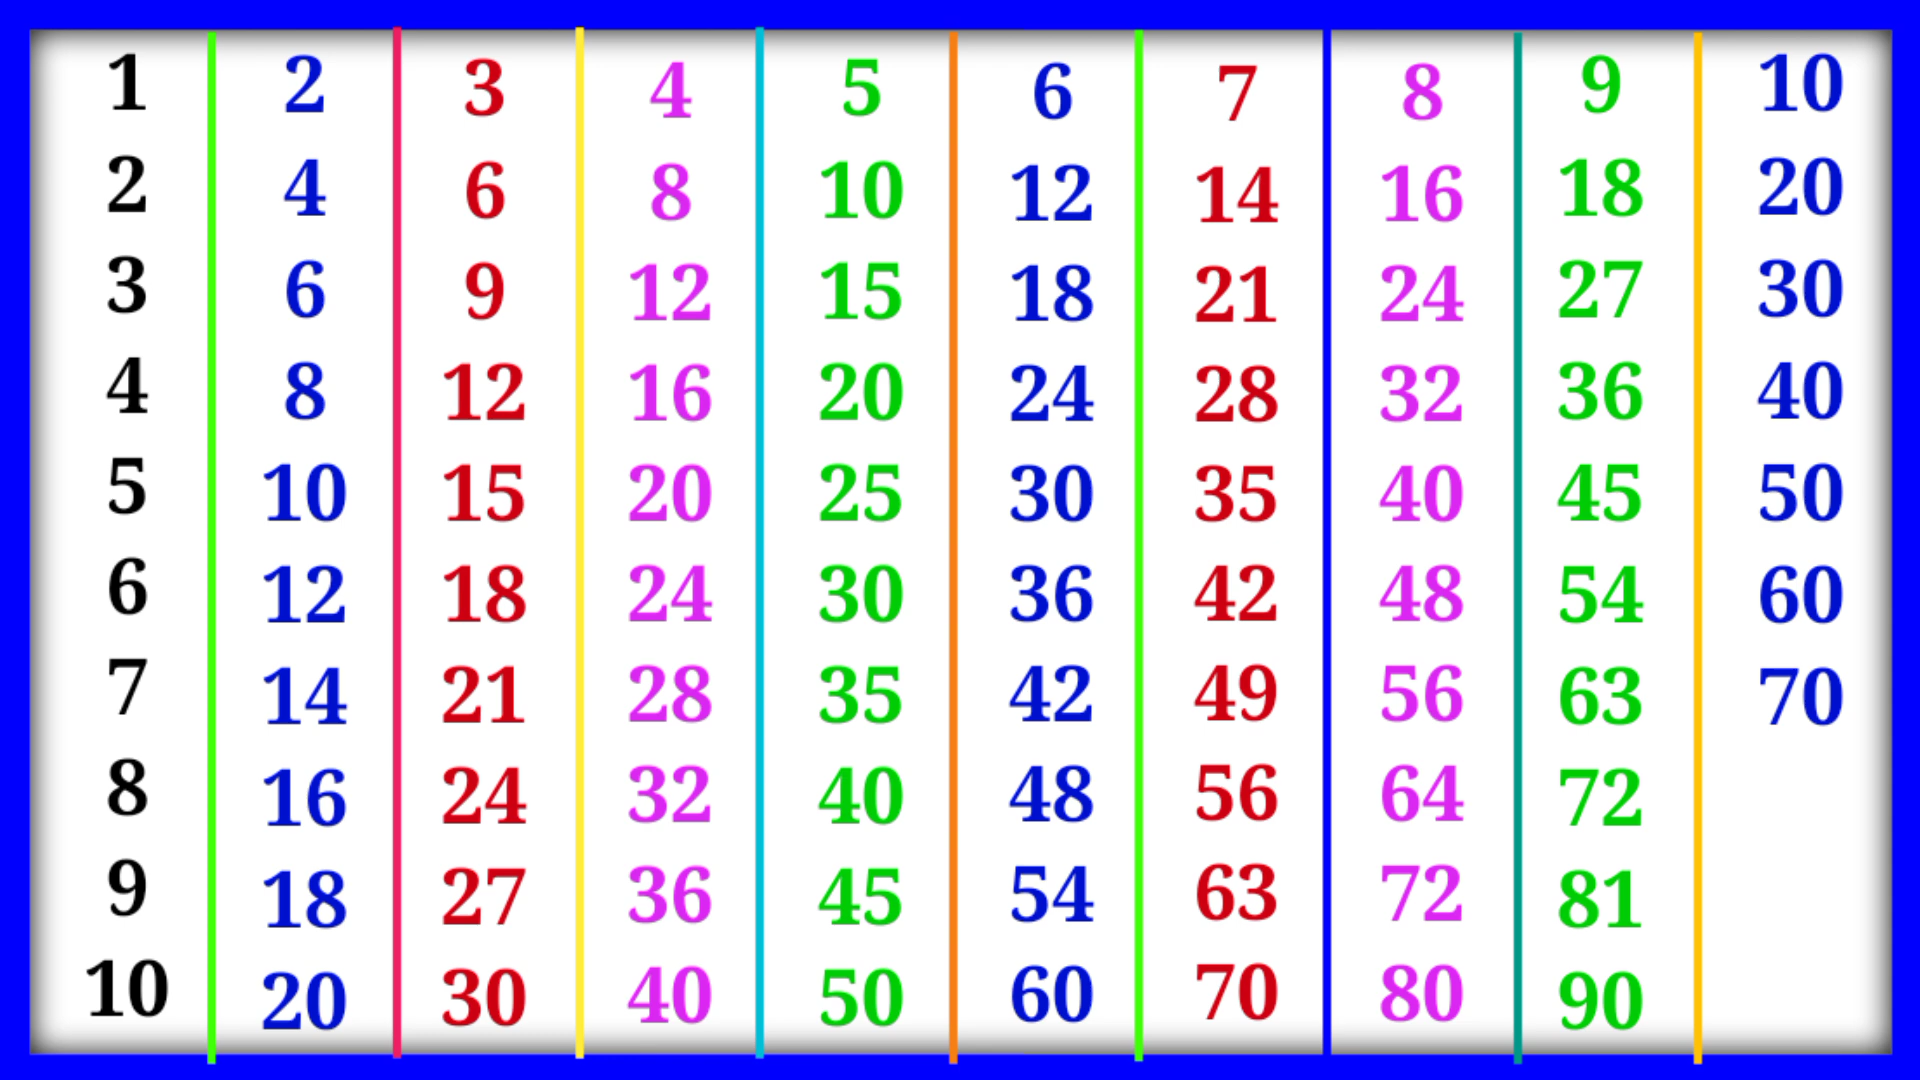 1 2 3 4 5 6 7 8 9 10
2 4 6 8 10 12 14 16 18 20
3 6 9 12 15 18 21 24 27 30
4 8 12 16 20 24 28 32 36 40
5 10 15 20 25 30 35 40 45 50
6 12 18 24 30 36 42 48 54 60
7 14 21 28 35 42 49 56 63 70
8 16 24 32 40 48 56 64 72
9 18 27 36 45 54 63 72 81
10 20 30 40 50 60 70 80 90